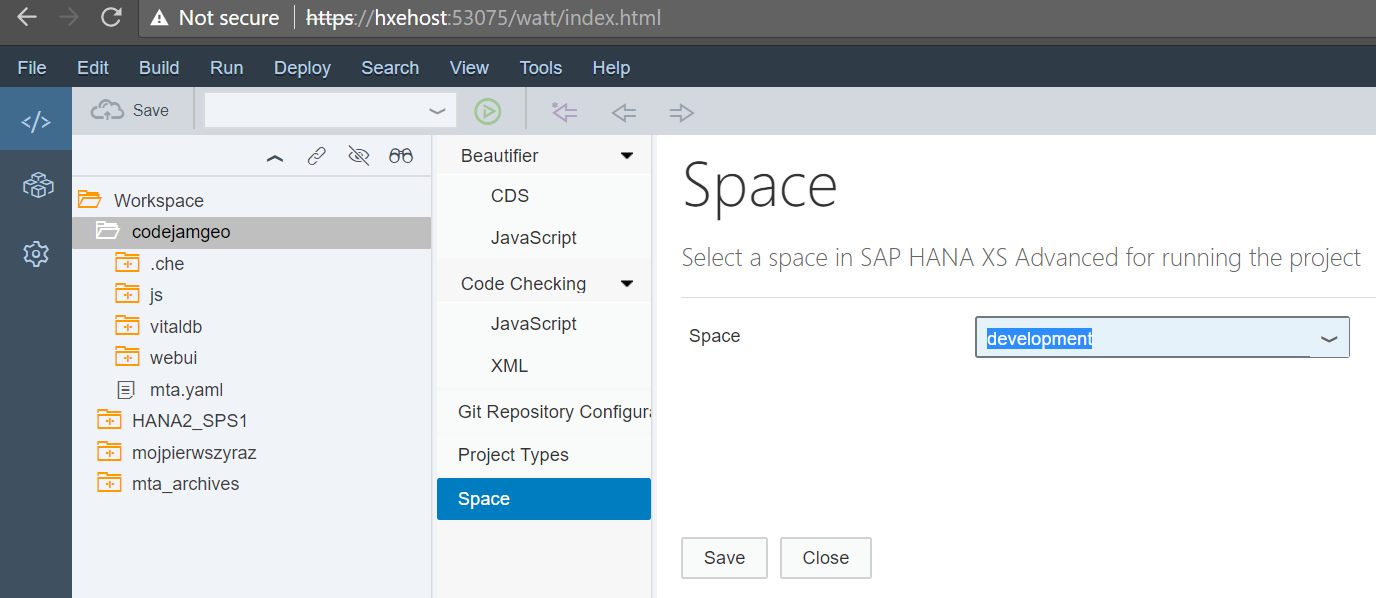 Not secure https://hxehost:53075/watt/index.html
File Edit Build Run Deploy Search View Tools Help
Save
Workspace
codejamgeo
.che
js
vitaldb
webui
mta.yaml
HANA2_SPS1
mojpierwszyraz
mta_archives
Beautifier
CDS
JavaScript
Code Checking
JavaScript
XML
Git Repository Configura
Project Types
Space
Space
Select a space in SAP HANA XS Advanced for running the project
Space development
Save Close